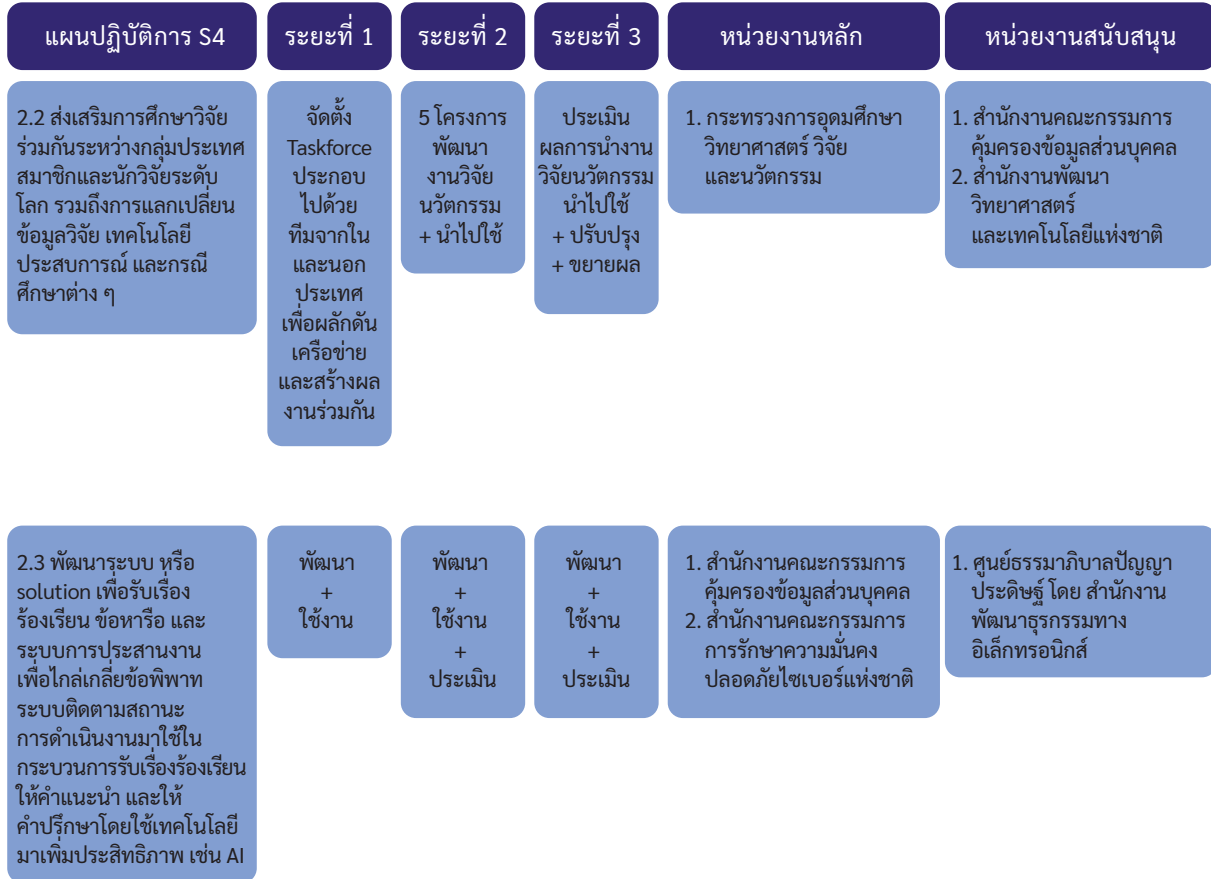 แผนปฏิบัติการ S4
ระยะที่ 1
ระยะที่ 2
ระยะที่ 3
หน่วยงานหลัก
หน่วยงานสนับสนุน
2.2 ส่งเสริมการศึกษาวิจัย
ร่วมกันระหว่างกลุ่มประเทศ
สมาชิกและนักวิจัยระดับ
โลก รวมถึงการแลกเปลี่ยน
ข้อมูลวิจัย เทคโนโลยี
ประสบการณ์ และกรณี
ศึกษาต่าง ๆ
จัดตั้ง
Taskforce
ประกอบ
ไปด้วย
ทีมจากใน
และนอก
ประเทศ
เพื่อผลักดัน
เครือข่าย
และสร้างผล
งานร่วมกัน
5 โครงการ
พัฒนา
งานวิจัย
นวัตกรรม
+ นำไปใช้
ประเมิน
ผลการนำงาน
วิจัยนวัตกรรม
นำไปใช้
+ ปรับปรุง
+ ขยายผล
1. กระทรวงการอุดมศึกษา
วิทยาศาสตร์ วิจัย
และนวัตกรรม
1. สำนักงานคณะกรรมการ
คุ้มครองข้อมูลส่วนบุคคล
2. สำนักงานพัฒนา
วิทยาศาสตร์
และเทคโนโลยีแห่งชาติ
2.3 พัฒนาระบบ หรือ
solution เพื่อรับเรื่อง
ร้องเรียน ข้อหารือ และ
ระบบการประสานงาน
เพื่อไกล่เกลี่ยข้อพิพาท
ระบบติดตามสถานะ
การดำเนินงานมาใช้ใน
กระบวนการรับเรื่องร้องเรียน
ให้คำแนะนำ และให้
คำปรึกษาโดยใช้เทคโนโลยี
มาเพิ่มประสิทธิภาพ เช่น AI
พัฒนา
+
ใช้งาน
พัฒนา
+
ใช้งาน
+
ประเมิน
พัฒนา
+
ใช้งาน
+
ประเมิน
1. สำนักงานคณะกรรมการ
คุ้มครองข้อมูลส่วนบุคคล
2. สำนักงานคณะกรรมการ
การรักษาความมั่นคง
ปลอดภัยไซเบอร์แห่งชาติ
1. ศูนย์ธรรมาภิบาลปัญญา
ประดิษฐ์ โดย สำนักงาน
พัฒนาธุรกรรมทาง
อิเล็กทรอนิกส์